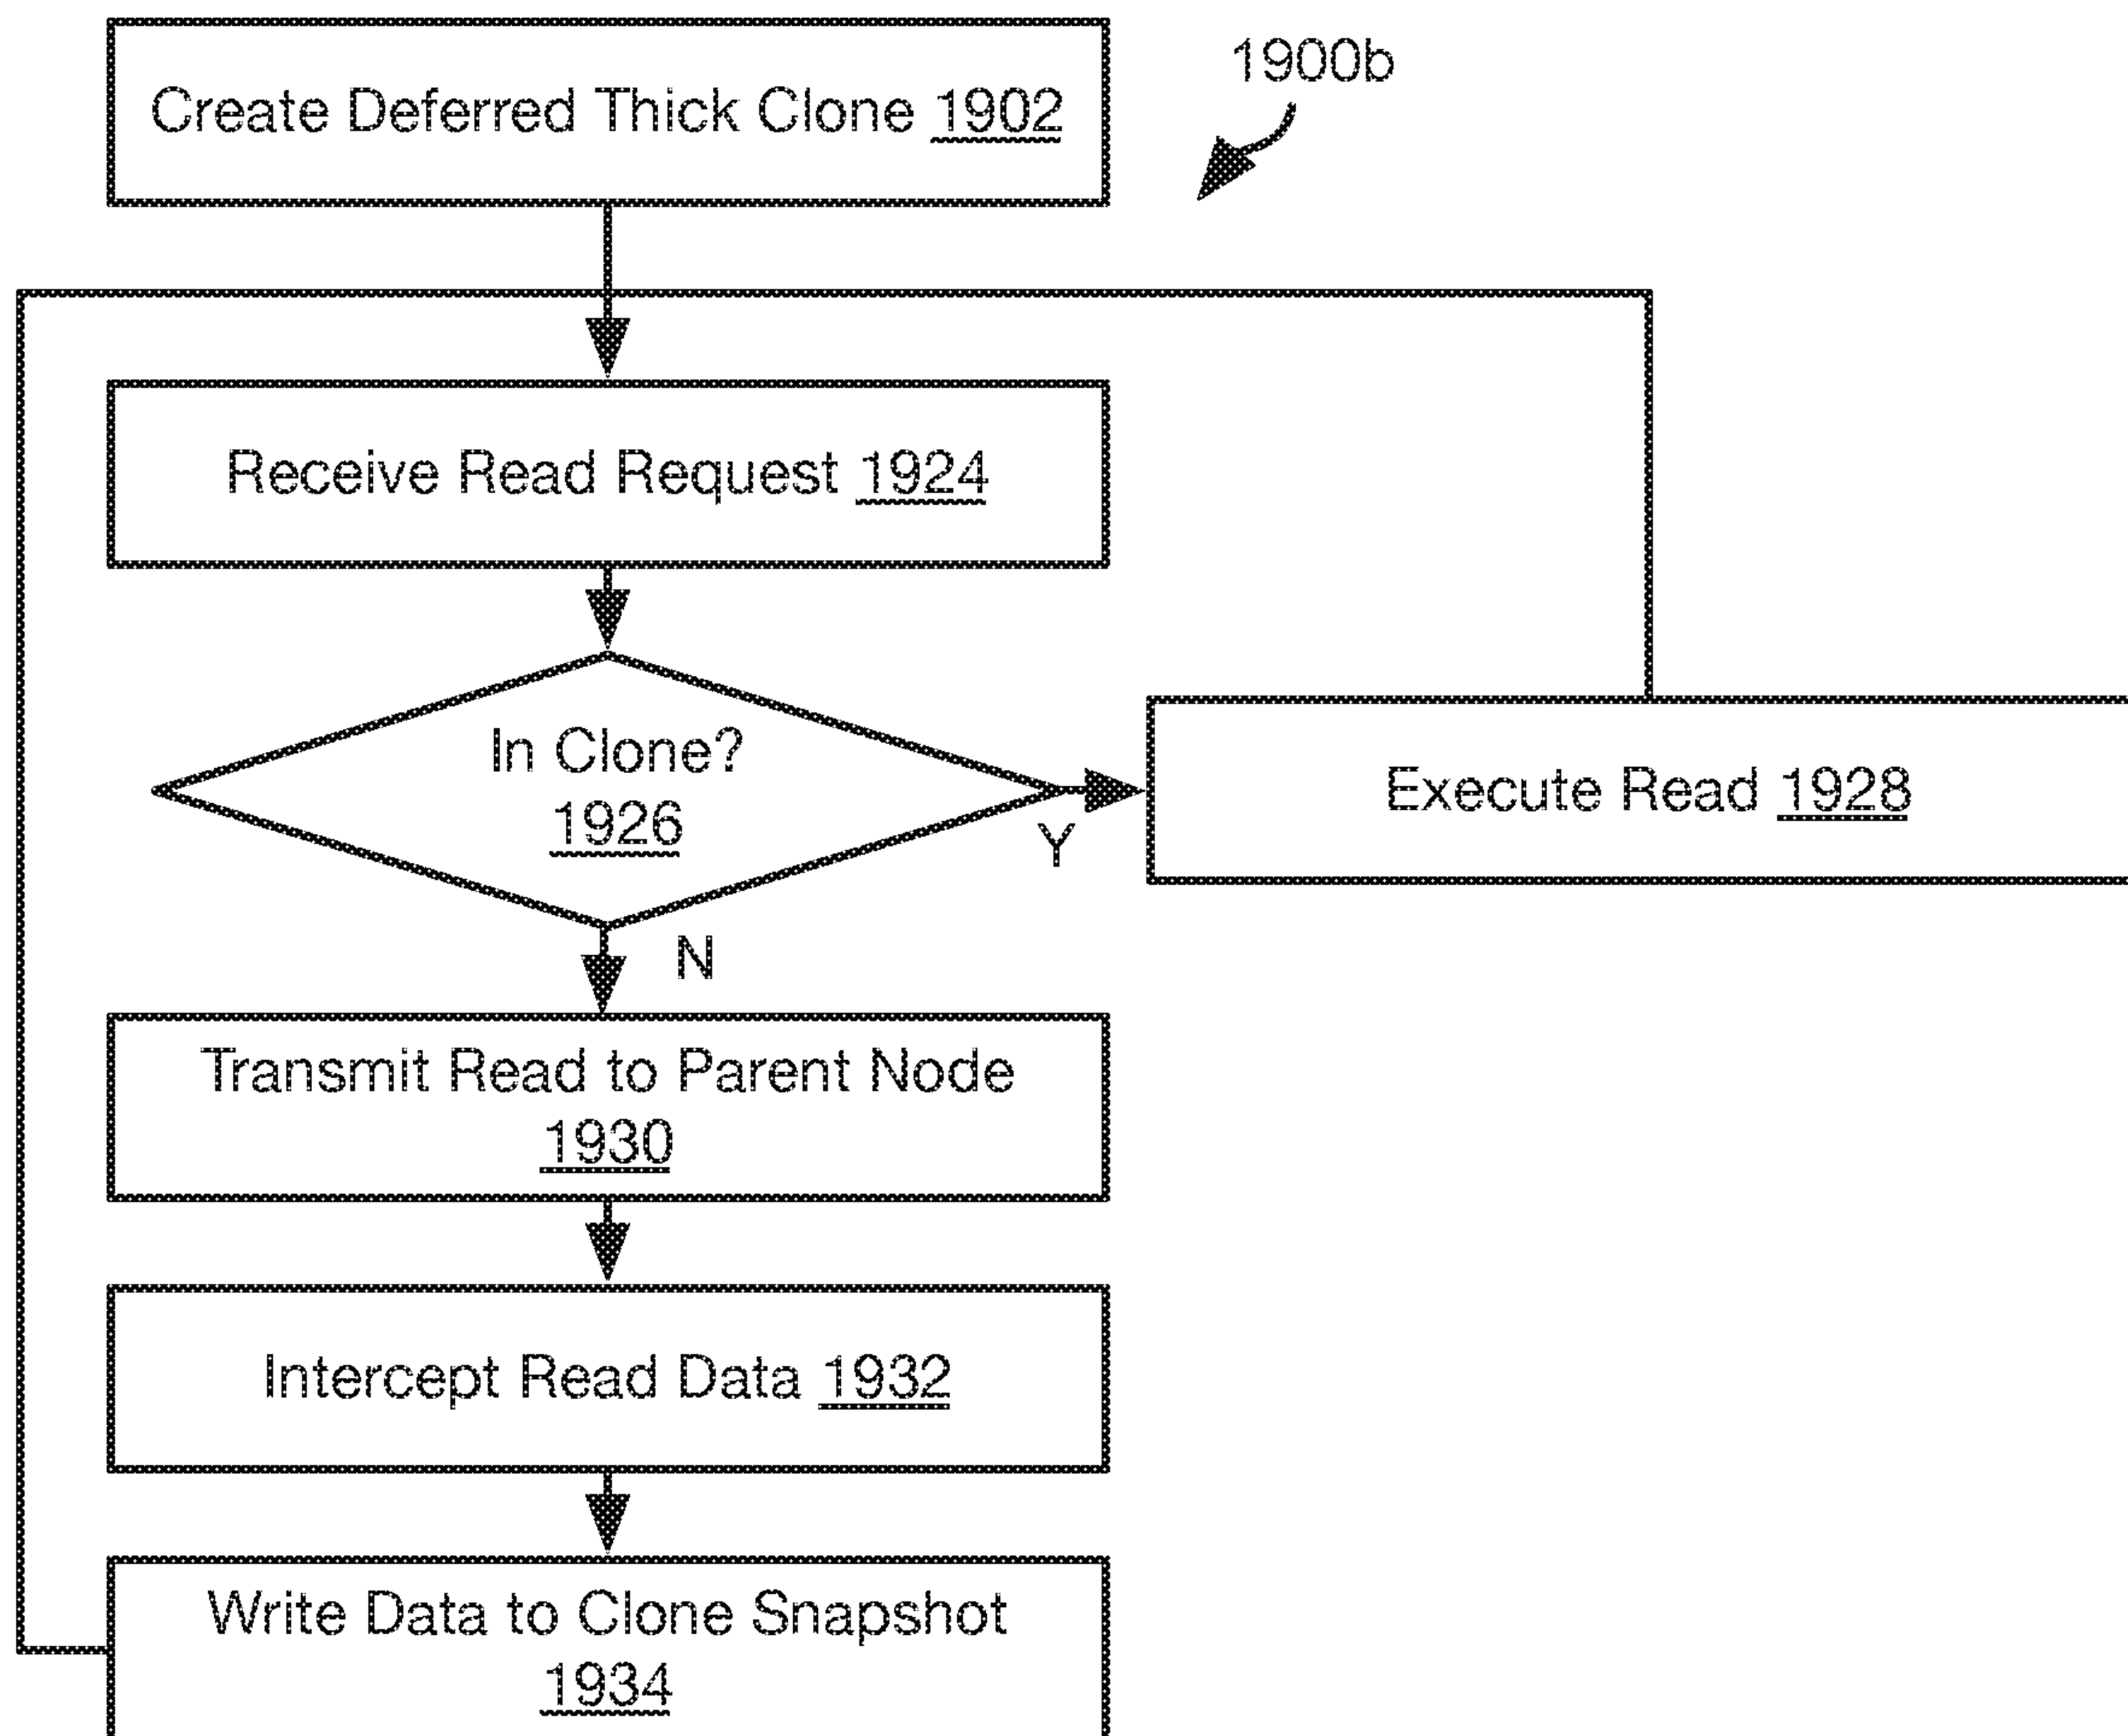 1900b
Create Deferred Thick Clone 1902
Receive Read Request 1924
In Clone?
1926
Y
Execute Read 1928
N
Transmit Read to Parent Node
1930
Intercept Read Data 1932
Write Data to Clone Snapshot
1934